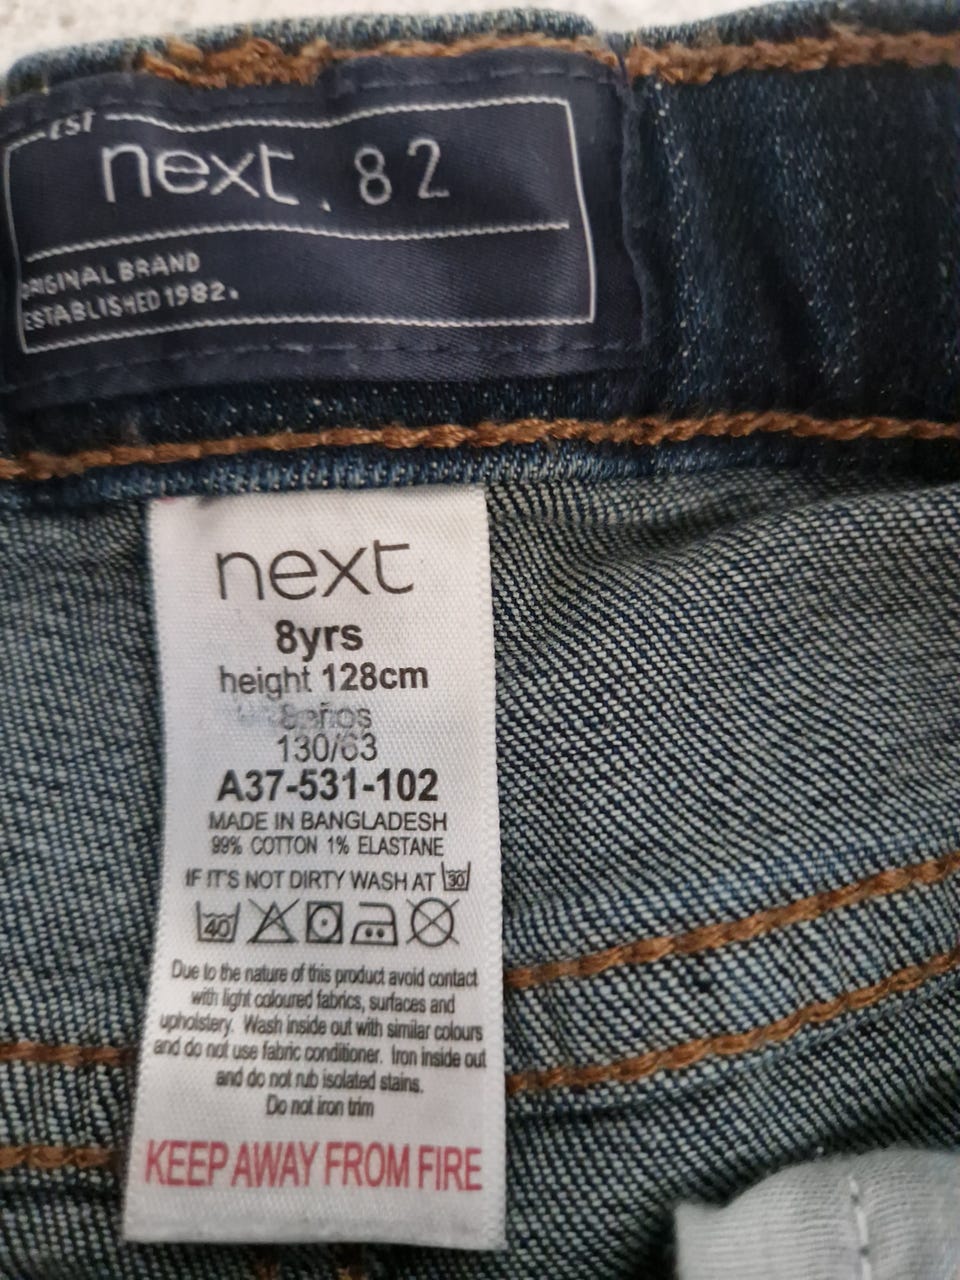 EST
next. 82
ORIGINAL BRAND
ESTABLISHED 1982.
next
8yrs
height 128cm
8años
130/63
A37-531-102
MADE IN BANGLADESH
99% COTTON 1% ELASTANE
IF IT'S NOT DIRTY WASH AT 30
40
Due to the nature of this product avoid contact
with light coloured fabrics, surfaces and
upholstery. Wash inside out with similar colours
and do not use fabric conditioner. Iron inside out
and do not rub isolated stains.
Do not iron trim
KEEP AWAY FROM FIRE